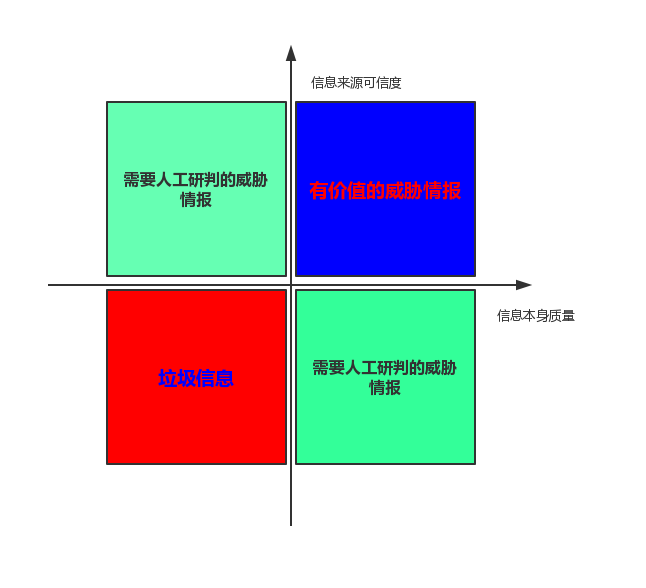 信息来源可信度
需要人工研判的威胁
情报
有价值的威胁情报
信息本身质量
垃圾信息
需要人工研判的威胁
情报